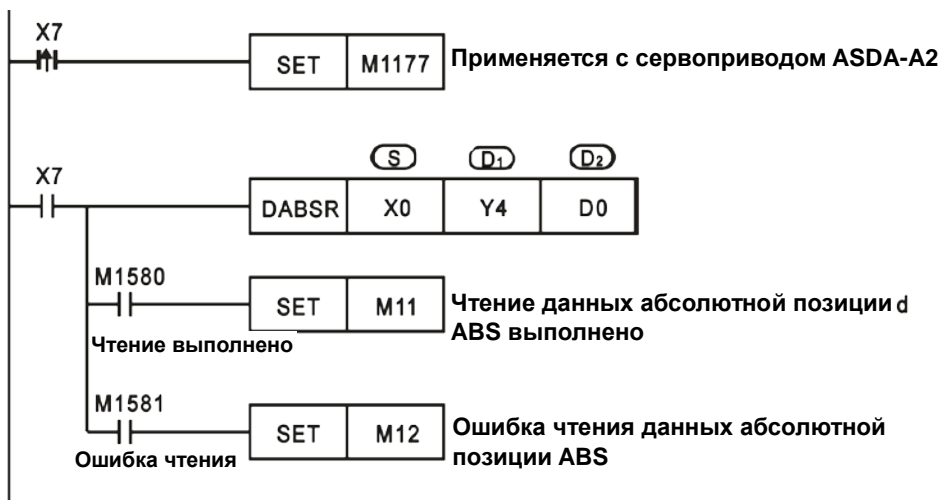 X7
SET M1177 Применяется с сервоприводом ASDA-A2
S D1 D2
X7
DABSR X0 Y4 D0
M1580
SET M11 Чтение данных абсолютной позиции d
ABS выполнено
Чтение выполнено
M1581
SET M12 Ошибка чтения данных абсолютной
позиции ABS
Ошибка чтения